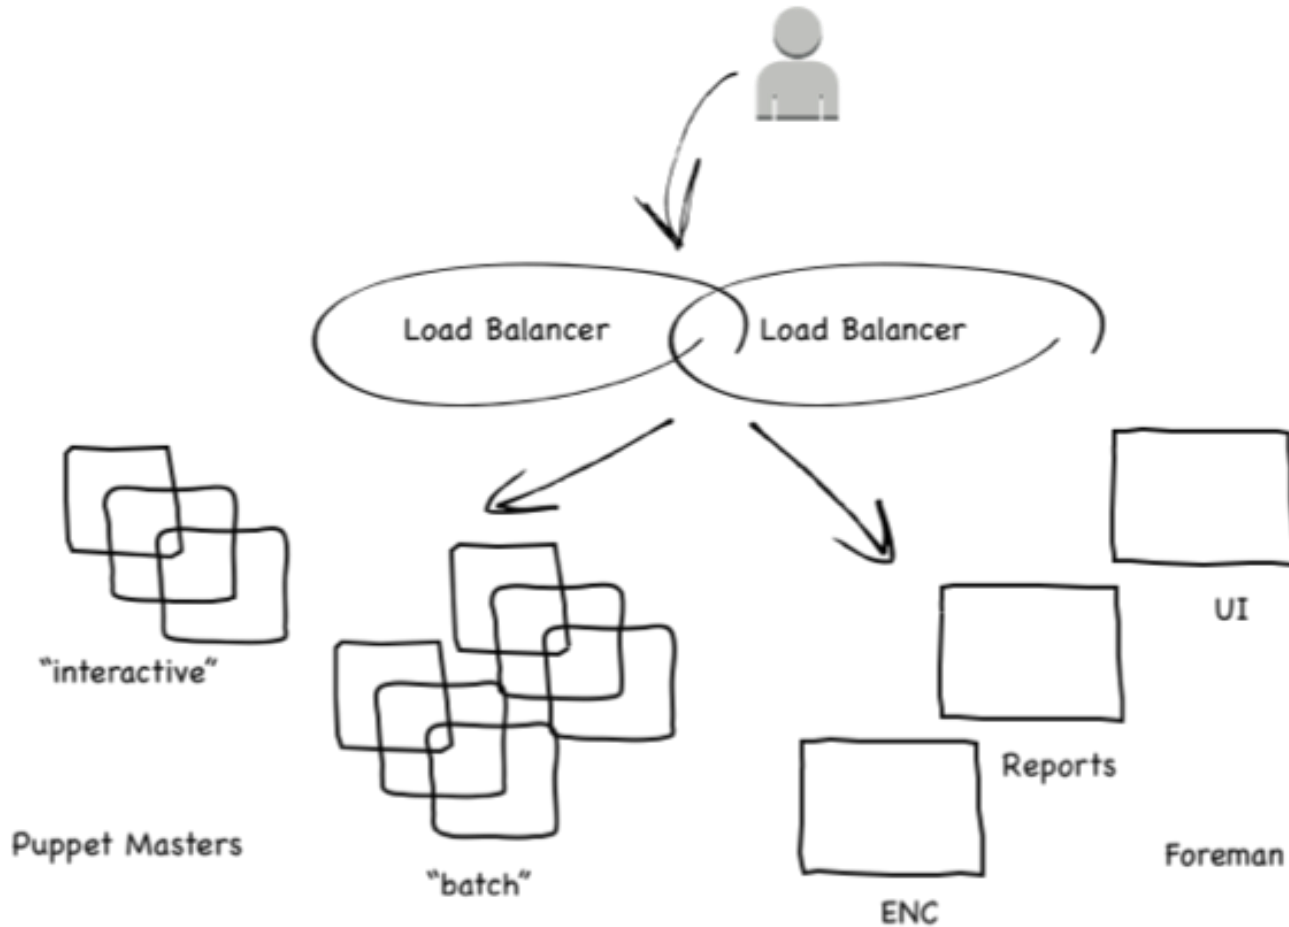 Load Balancer
Load Balancer
UI
“interactive”
Reports
Puppet Masters
Foreman
“batch”
ENC